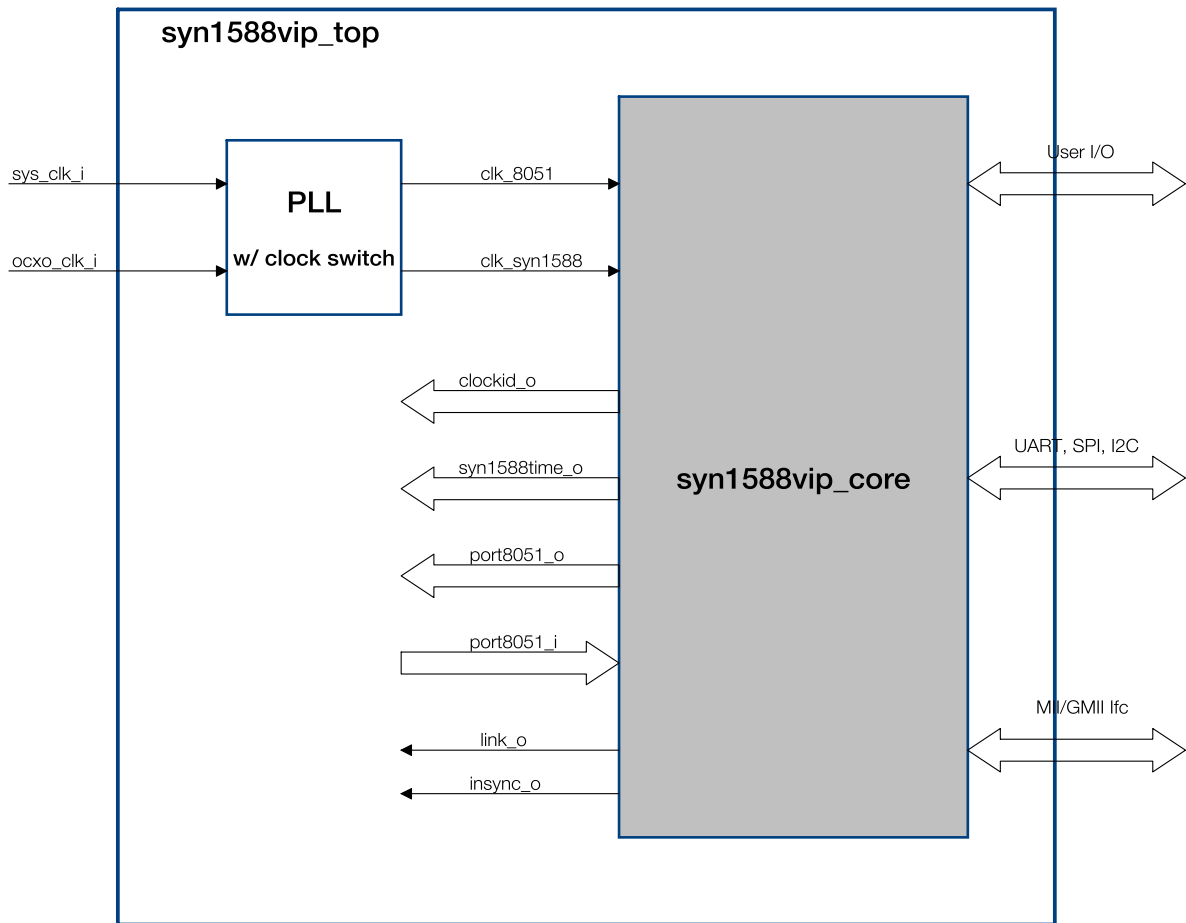 syn1588vip_top
sys_clk_i
ocxo_clk_i
PLL
w/ clock switch
clk_8051
clk_syn1588
clockid_o
syn1588time_o
port8051_o
port8051_i
link_o
insync_o
syn1588vip_core
User I/O
UART, SPI, I2C
MII/GMII Ifc